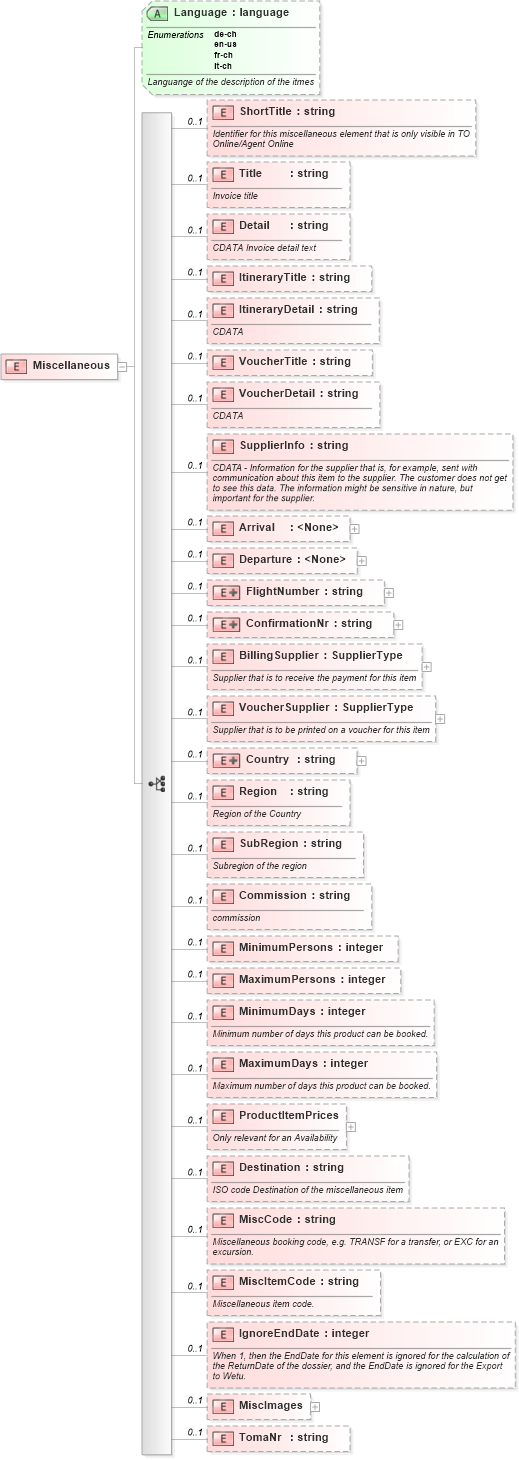 A Language : language
Enumerations de-ch
en-us
fr-ch
it-ch
Languange of the description of the itmes
0..1 E ShortTitle : string
Identifier for this miscellaneous element that is only visible in TO
Online/Agent Online
0..1 E Title : string
Invoice title
0..1 E Detail : string
CDATA Invoice detail text
0..1 E ItineraryTitle : string
0..1 E ItineraryDetail : string
CDATA
E Miscellaneous
0..1 E VoucherTitle : string
0..1 E VoucherDetail : string
CDATA
0..1 E SupplierInfo : string
CDATA - Information for the supplier that is, for example, sent with
communication about this item to the supplier. The customer does not get
to see this data. The information might be sensitive in nature, but
important for the supplier.
0..1 E Arrival : <None>
0..1 E Departure : <None>
0..1 E FlightNumber : string
0..1 E ConfirmationNr : string
0..1 E BillingSupplier : SupplierType
Supplier that is to receive the payment for this item
0..1 E VoucherSupplier : SupplierType
Supplier that is to be printed on a voucher for this item
0..1 E Country : string
0..1 E Region : string
Region of the Country
0..1 E SubRegion : string
Subregion of the region
0..1 E Commission : string
commission
0..1 E MinimumPersons : integer
0..1 E MaximumPersons : integer
0..1 E MinimumDays : integer
Minimum number of days this product can be booked.
0..1 E MaximumDays : integer
Maximum number of days this product can be booked.
0..1 E ProductItemPrices
Only relevant for an Availability
0..1 E Destination : string
ISO code Destination of the miscellaneous item
0..1 E MiscCode : string
Miscellaneous booking code, e.g. TRANSF for a transfer, or EXC for an
excursion.
0..1 E MiscItemCode : string
Miscellaneous item code.
0..1 E IgnoreEndDate : integer
When 1, then the EndDate for this element is ignored for the calculation of
the ReturnDate of the dossier, and the EndDate is ignored for the Export
to Wetu.
0..1 E MiscImages
0..1 E TomaNr : string